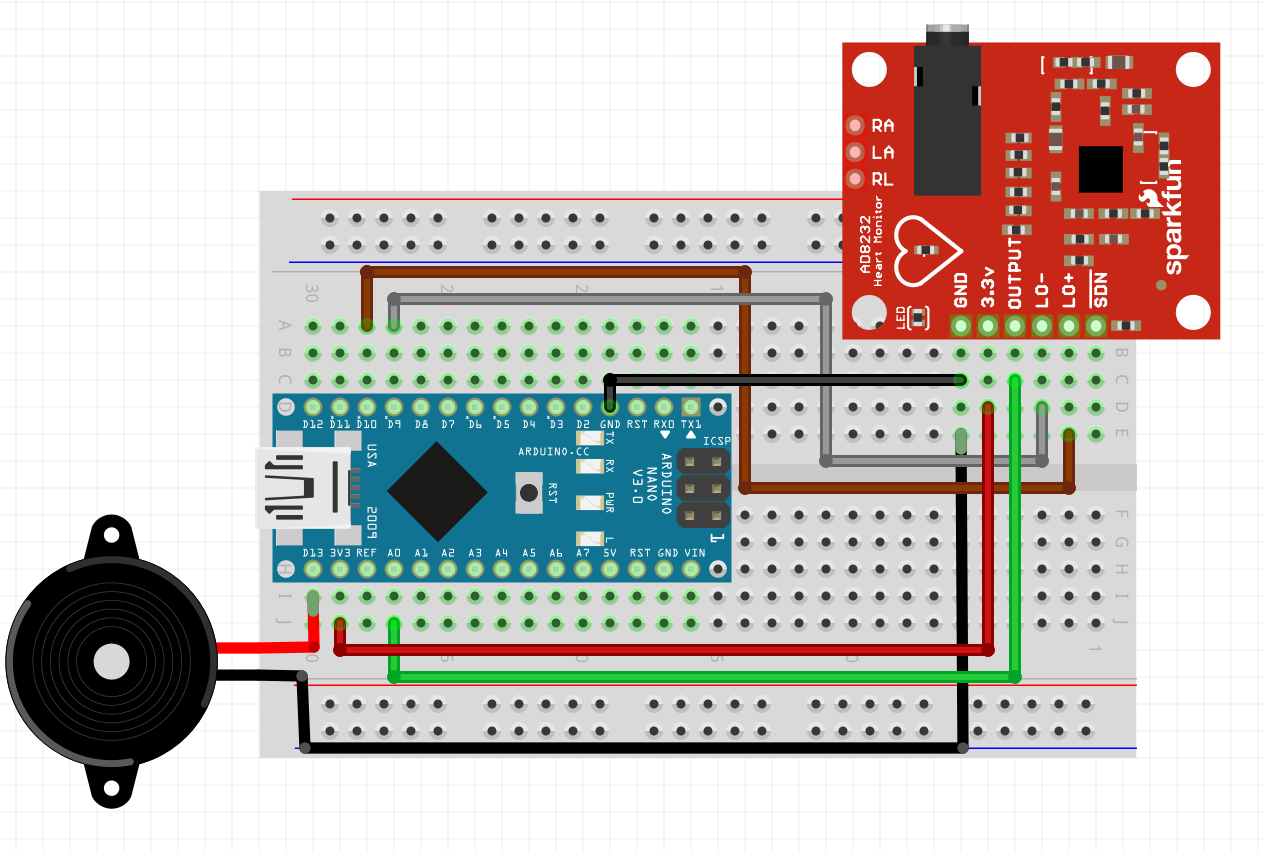 RA
LA
RL
AD8232
Heart Monitor
LED
GND
3.3v
OUTPUT
LO-
LO+
SDN
sparkfun
30
A
B
C
D
E
F
G
H
I
J
1
B
C
D
E
F
G
H
I
J
D12 D11 D10 D9 D8 D7 D6 D5 D4 D3 D2 GND RST RX0 TX1
USA
2005
ARDUINO.CC
RST
TX
RX
PWR
L
ARDUINO
NANO
V3.0
ICSP
1
D13 3V3 REF A0 A1 A2 A3 A4 A5 A6 A7 5V RST GND VIN